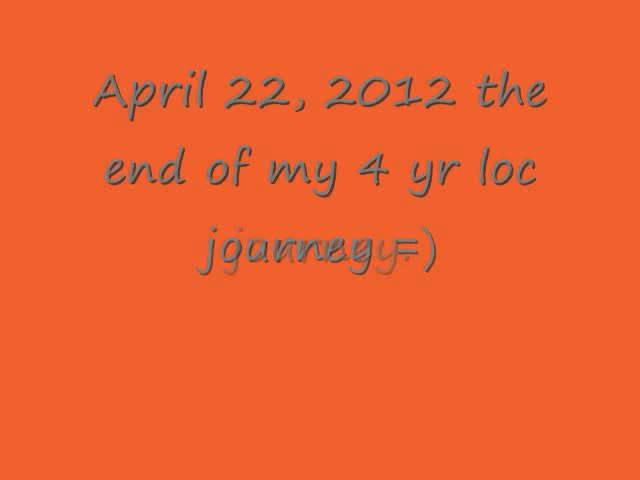 April 22, 2012 the
end of my 4 yr loc
journey =)